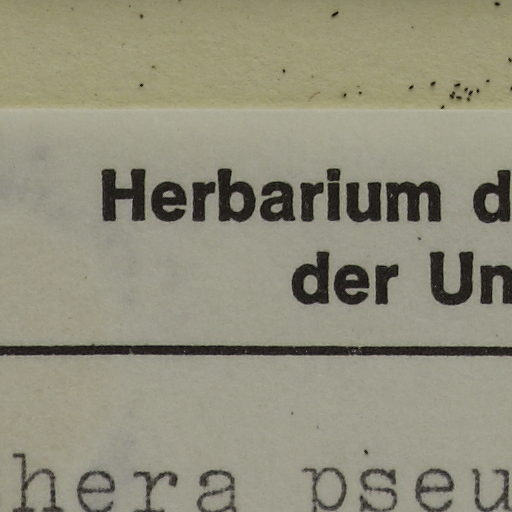 Herbarium d
der Un
hera pseu